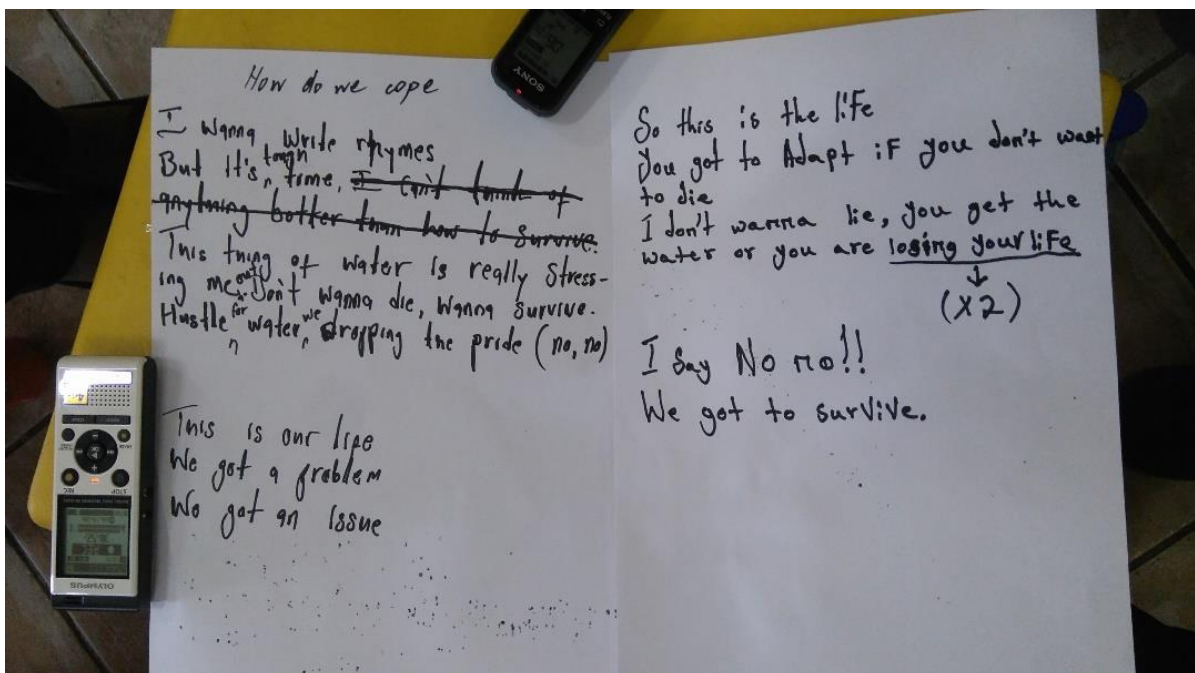 How do we cope
I wanna write rhymes
But it's tough time, I can't think of
anything better than how to survive.
This thing of water is really stress-
ing me out. Don't wanna die, wanna survive.
Hustle for water, we dropping the pride (no, no)
This is our life
We got a problem
We got an issue
So this is the life
You got to Adapt if you don't want
to die
I don't wanna lie, you get the
water or you are losing your life
(x2)
I say No no!!
We got to survive.
SONY
OLYMPUS
REC
STOP